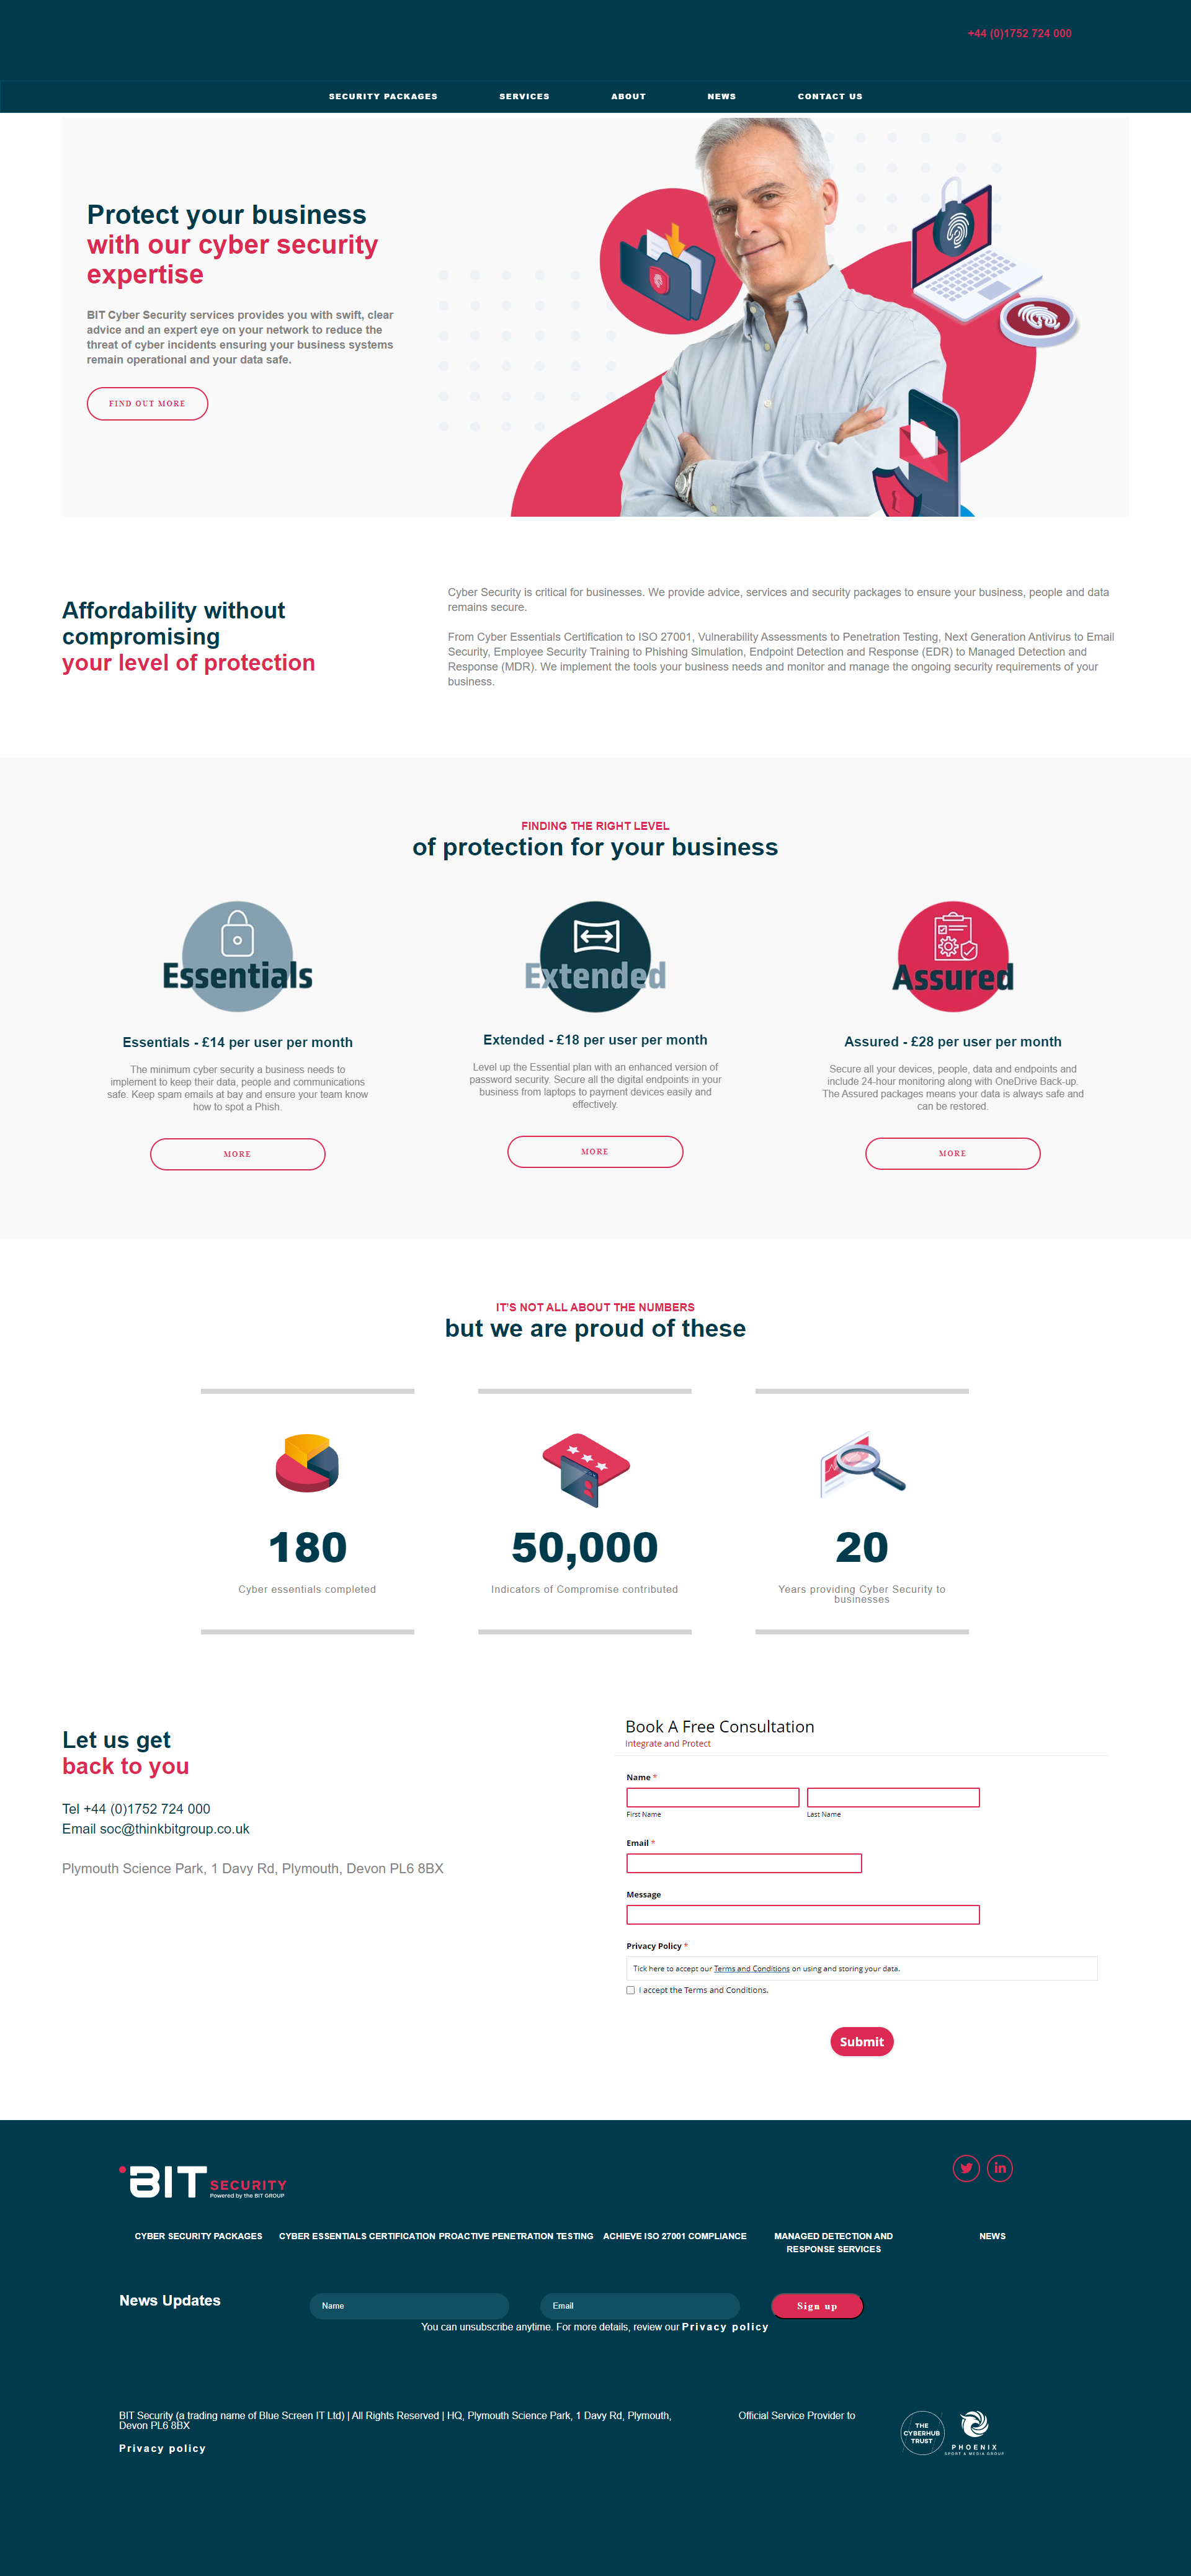 +44 (0)1752 724 000
SECURITY PACKAGES SERVICES ABOUT NEWS CONTACT US
Protect your business
with our cyber security
expertise
BIT Cyber Security services provides you with swift, clear
advice and an expert eye on your network to reduce the
threat of cyber incidents ensuring your business systems
remain operational and your data safe.
FIND OUT MORE
Affordability without
compromising
your level of protection
Cyber Security is critical for businesses. We provide advice, services and security packages to ensure your business, people and data
remains secure.
From Cyber Essentials Certification to ISO 27001, Vulnerability Assessments to Penetration Testing, Next Generation Antivirus to Email
Security, Employee Security Training to Phishing Simulation, Endpoint Detection and Response (EDR) to Managed Detection and
Response (MDR). We implement the tools your business needs and monitor and manage the ongoing security requirements of your
business.
FINDING THE RIGHT LEVEL
of protection for your business
Essentials
Essentials - £14 per user per month
The minimum cyber security a business needs to
implement to keep their data, people and communications
safe. Keep spam emails at bay and ensure your team know
how to spot a Phish.
MORE
Extended
Extended - £18 per user per month
Level up the Essential plan with an enhanced version of
password security. Secure all the digital endpoints in your
business from laptops to payment devices easily and
effectively.
MORE
Assured
Assured - £28 per user per month
Secure all your devices, people, data and endpoints and
include 24-hour monitoring along with OneDrive Back-up.
The Assured packages means your data is always safe and
can be restored.
MORE
IT'S NOT ALL ABOUT THE NUMBERS
but we are proud of these
180
Cyber essentials completed
50,000
Indicators of Compromise contributed
20
Years providing Cyber Security to
businesses
Let us get
back to you
Tel +44 (0)1752 724 000
Email soc@thinkbitgroup.co.uk
Plymouth Science Park, 1 Davy Rd, Plymouth, Devon PL6 8BX
Book A Free Consultation
Integrate and Protect
Name *
First Name Last Name
Email *
Message
Privacy Policy *
Tick here to accept our Terms and Conditions on using and storing your data.
I accept the Terms and Conditions.
Submit
BIT SECURITY
Powered by the BIT GROUP
in
CYBER SECURITY PACKAGES CYBER ESSENTIALS CERTIFICATION PROACTIVE PENETRATION TESTING ACHIEVE ISO 27001 COMPLIANCE MANAGED DETECTION AND NEWS
RESPONSE SERVICES
News Updates
Name Email Sign up
You can unsubscribe anytime. For more details, review our Privacy policy
BIT Security (a trading name of Blue Screen IT Ltd) | All Rights Reserved | HQ, Plymouth Science Park, 1 Davy Rd, Plymouth,
Devon PL6 8BX
Privacy policy
Official Service Provider to
THE
CYBERHUB
TRUST
PHOENIX
SPORT & MEDIA GROUP